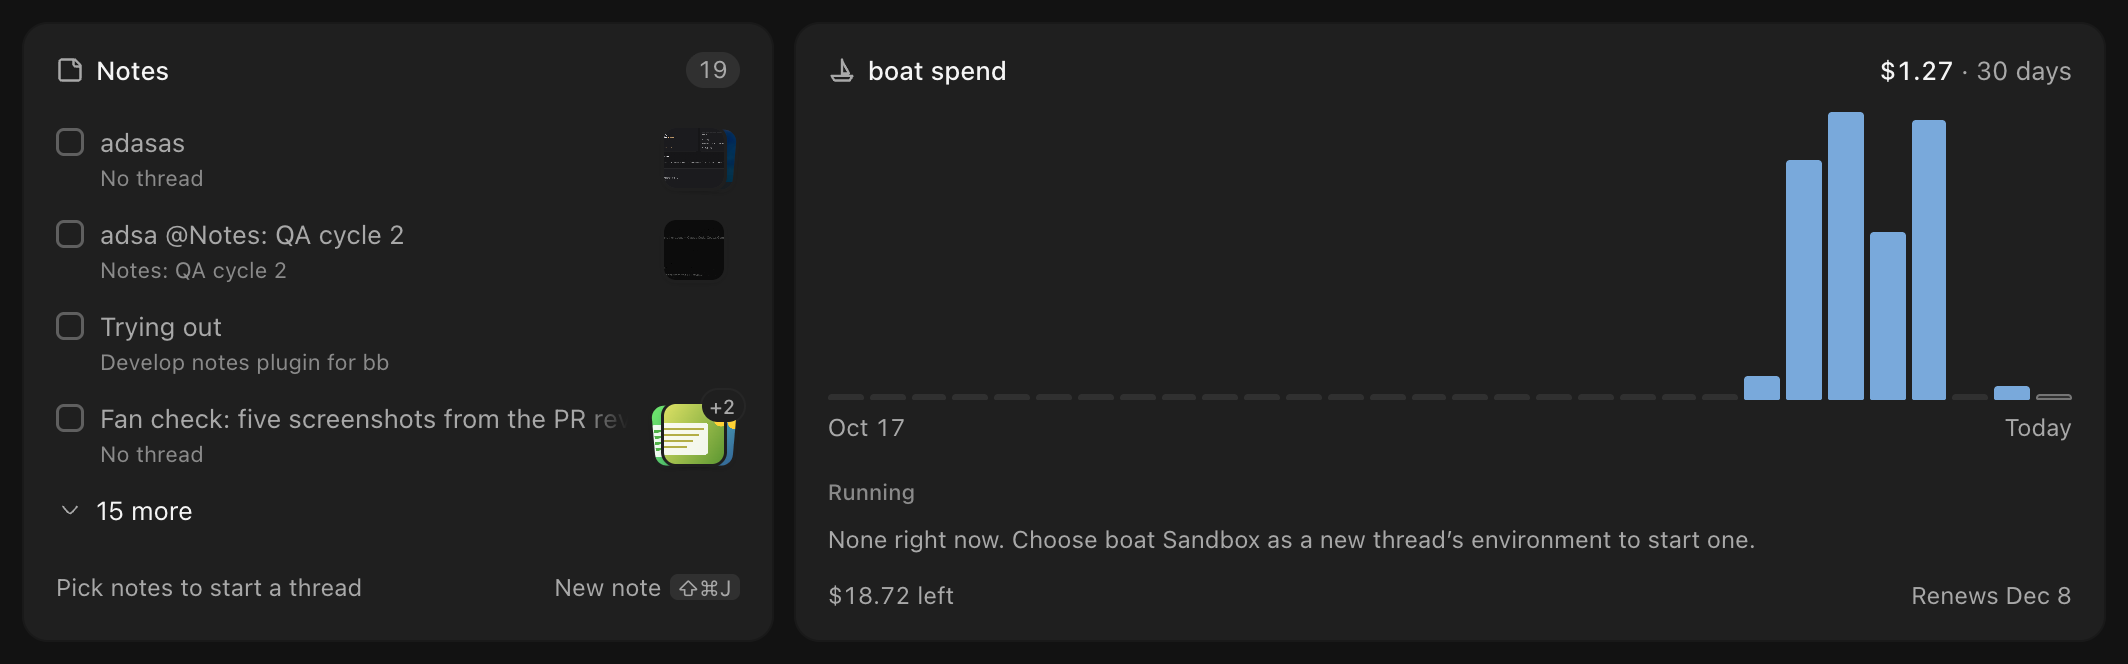 Notes
19
adasas
No thread
adsa @Notes: QA cycle 2
Notes: QA cycle 2
Trying out
Develop notes plugin for bb
Fan check: five screenshots from the PR
+2
No thread
15 more
Pick notes to start a thread
New note ⇧⌘J
boat spend
$1.27 · 30 days
Oct 17
Today
Running
None right now. Choose boat Sandbox as a new thread’s environment to start one.
$18.72 left
Renews Dec 8